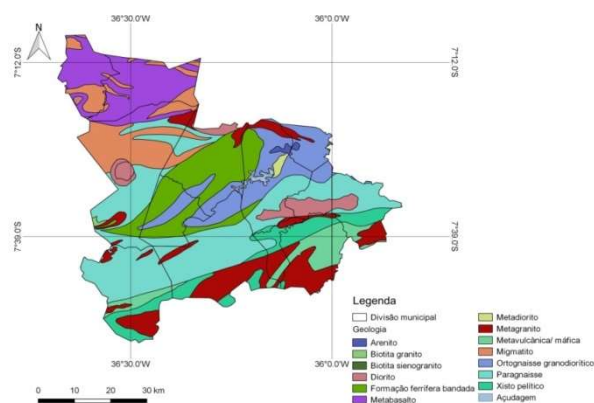 36°30.0'W 36°0.0'W
N
7°12.0'S 7°12.0'S
7°39.0'S 7°39.0'S
36°30.0'W 36°0.0'W
0 10 20 30 km
Legenda
Divisão municipal
Geologia
Arenito
Biotita granito
Biotita sienogranito
Diorito
Formação ferrífera bandada
Metabasalto
Metadiorito
Metagranito
Metavulcânica/ máfica
Migmatito
Ortognaisse granodiorítico
Paragnaisse
Xisto pelítico
Açudagem